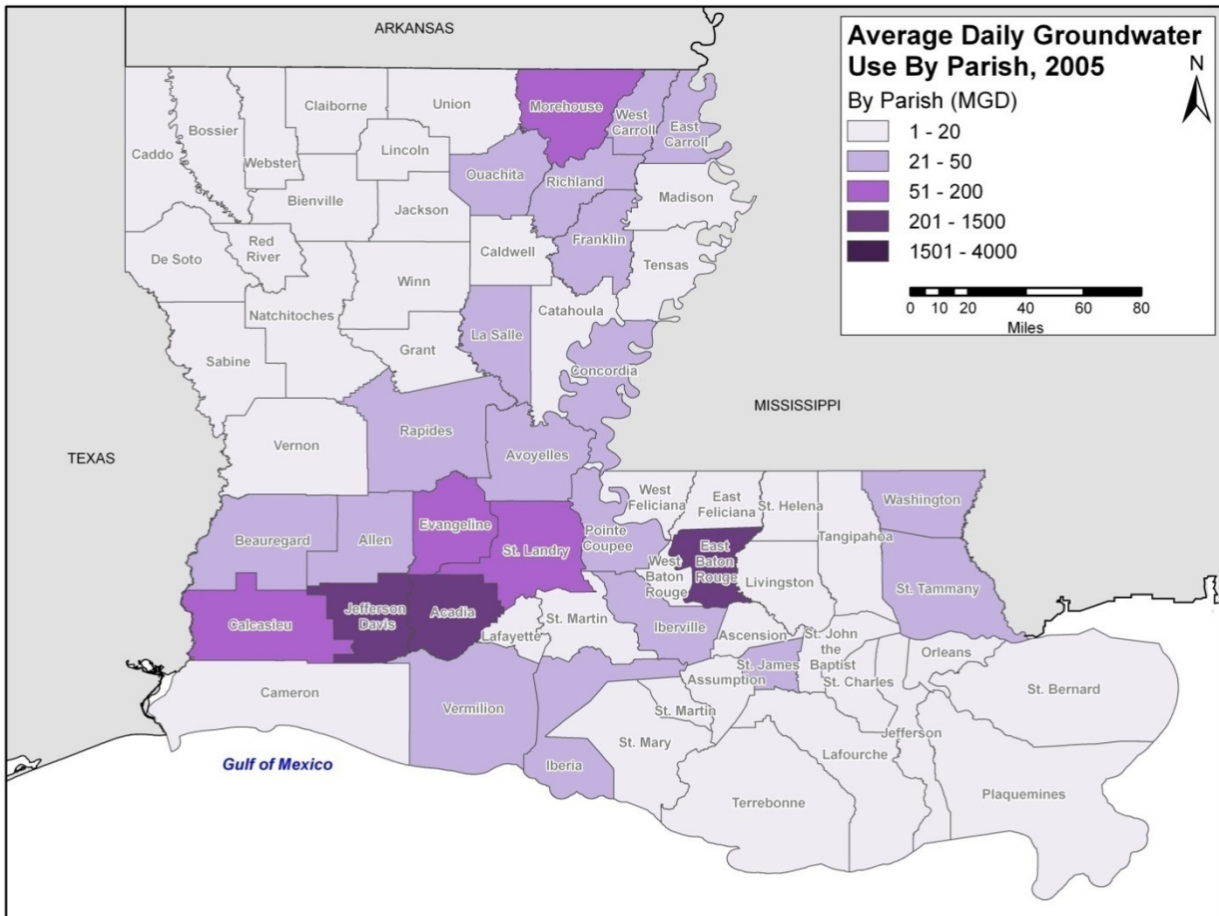 ARKANSAS
Average Daily Groundwater
Use By Parish, 2005
N
By Parish (MGD)
1 - 20
21 - 50
51 - 200
201 - 1500
1501 - 4000
0 10 20 40 60 80
Miles
Caddo
Bossier
Webster
Claiborne
Union
Lincoln
Morehouse
West
Carroll
East
Carroll
Ouachita
Richland
Madison
Bienville
Jackson
De Soto
Red
River
Caldwell
Franklin
Tensas
Winn
Natchitoches
Catahoula
La Salle
Sabine
Grant
Concordia
TEXAS
MISSISSIPPI
Vernon
Rapides
Avoyelles
West
Feliciana
East
Feliciana
St. Helena
Washington
Beauregard
Allen
Evangeline
St. Landry
Pointe
Coupee
Tangipahoa
West
Baton
Rouge
East
Baton
Rouge
Livingston
St. Tammany
Calcasieu
Jefferson
Davis
Acadia
Lafayette
St. Martin
Iberville
Ascension
St. John
the
Baptist
Orleans
Cameron
Vermilion
Assumption
St. James
St. Charles
St. Bernard
St. Martin
Jefferson
St. Mary
Lafourche
Gulf of Mexico
Iberia
Plaquemines
Terrebonne